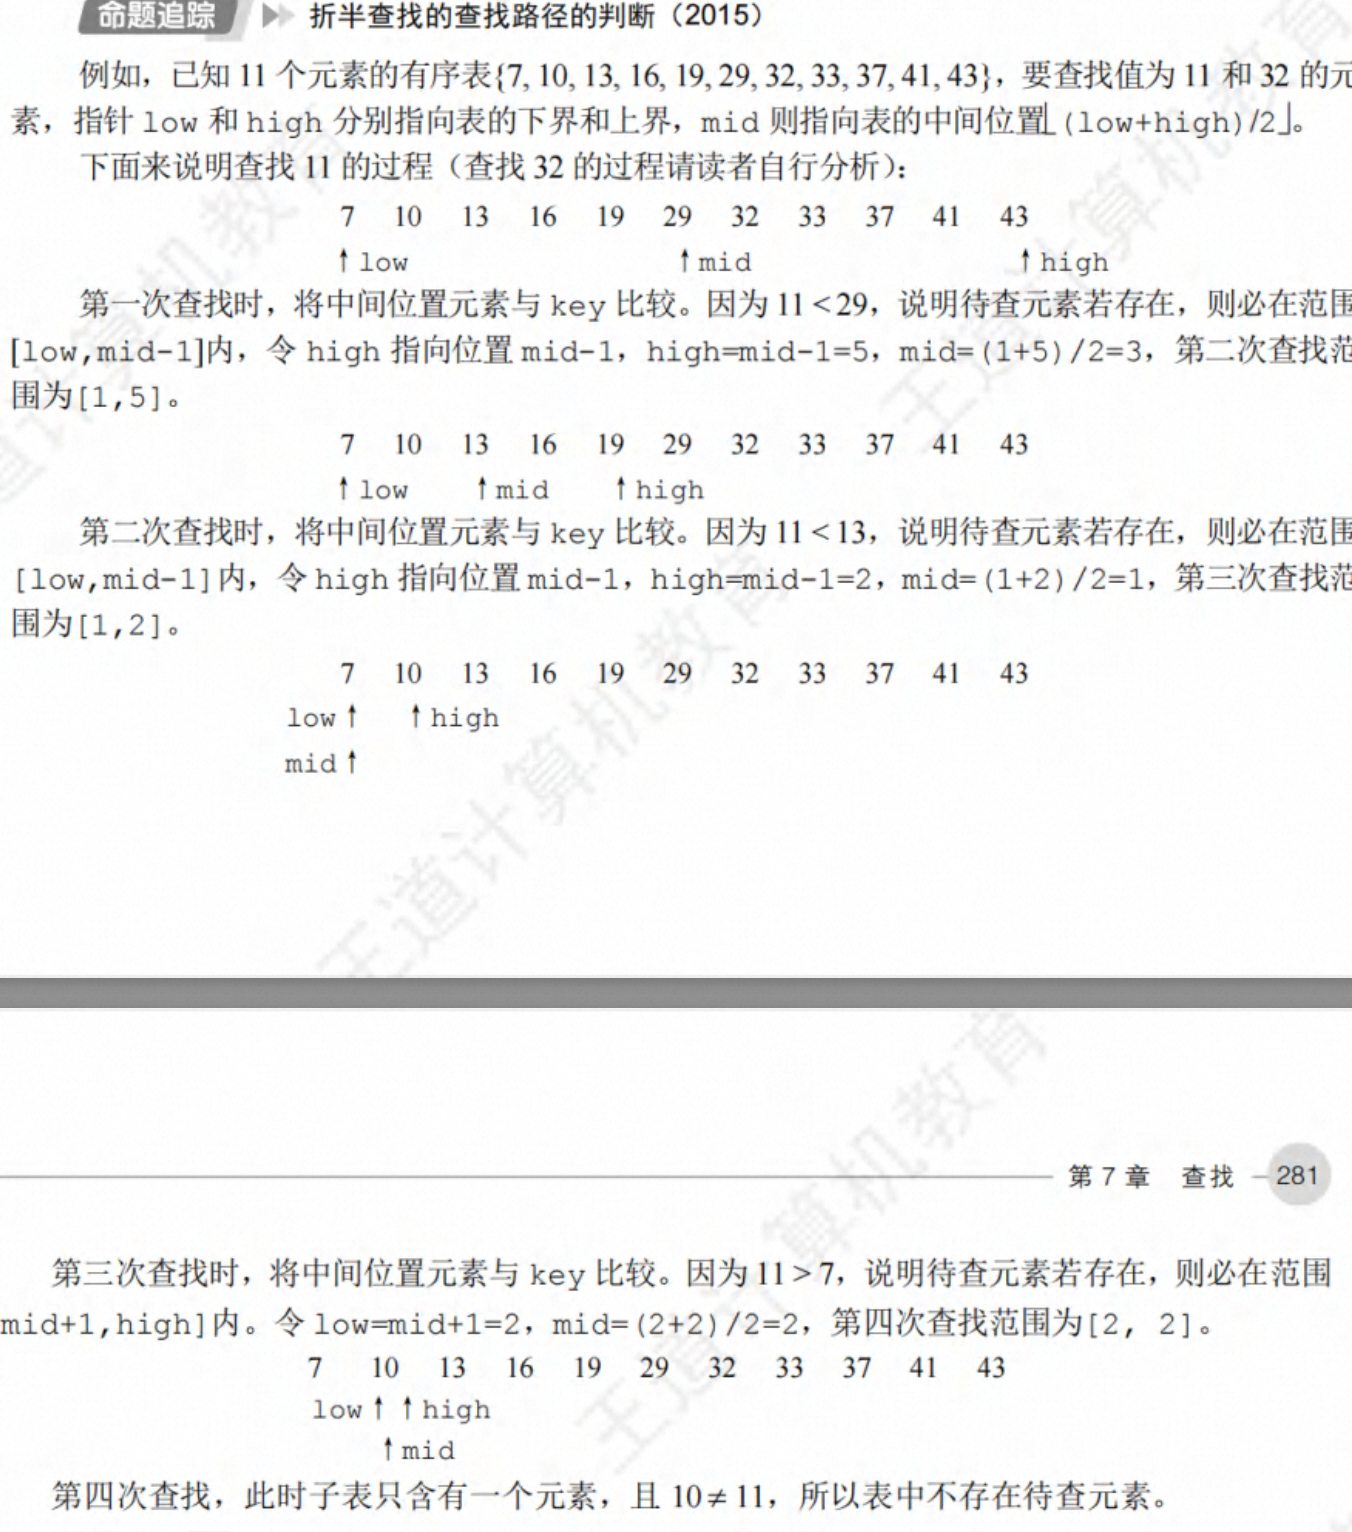 命题追踪 折半查找的查找路径的判断（2015）
例如，已知 11 个元素的有序表{7, 10, 13, 16, 19, 29, 32, 33, 37, 41, 43}，要查找值为 11 和 32 的元
素，指针 low 和 high 分别指向表的下界和上界，mid 则指向表的中间位置⌊(low+high)/2⌋。
下面来说明查找 11 的过程（查找 32 的过程请读者自行分析）：
7 10 13 16 19 29 32 33 37 41 43
↑low ↑mid ↑high
第一次查找时，将中间位置元素与 key 比较。因为 11 < 29，说明待查元素若存在，则必在范围
[low,mid-1]内，令 high 指向位置 mid-1，high=mid-1=5，mid=(1+5)/2=3，第二次查找范
围为[1,5]。
7 10 13 16 19 29 32 33 37 41 43
↑low ↑mid ↑high
第二次查找时，将中间位置元素与 key 比较。因为 11 < 13，说明待查元素若存在，则必在范围
[low,mid-1]内，令 high 指向位置 mid-1，high=mid-1=2，mid=(1+2)/2=1，第三次查找范
围为[1,2]。
7 10 13 16 19 29 32 33 37 41 43
low↑ ↑high
mid↑
王道计算机教育
第 7 章 查找 281
第三次查找时，将中间位置元素与 key 比较。因为 11 > 7，说明待查元素若存在，则必在范围
mid+1,high]内。令 low=mid+1=2，mid=(2+2)/2=2，第四次查找范围为[2, 2]。
7 10 13 16 19 29 32 33 37 41 43
low↑ ↑high
↑mid
第四次查找，此时子表只含有一个元素，且 10 ≠ 11，所以表中不存在待查元素。